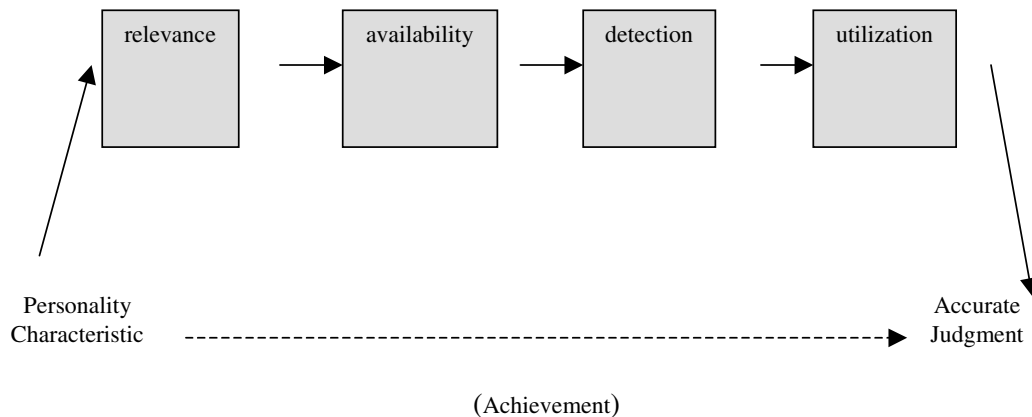 relevance
availability
detection
utilization
Personality
Characteristic
Accurate
Judgment
(Achievement)